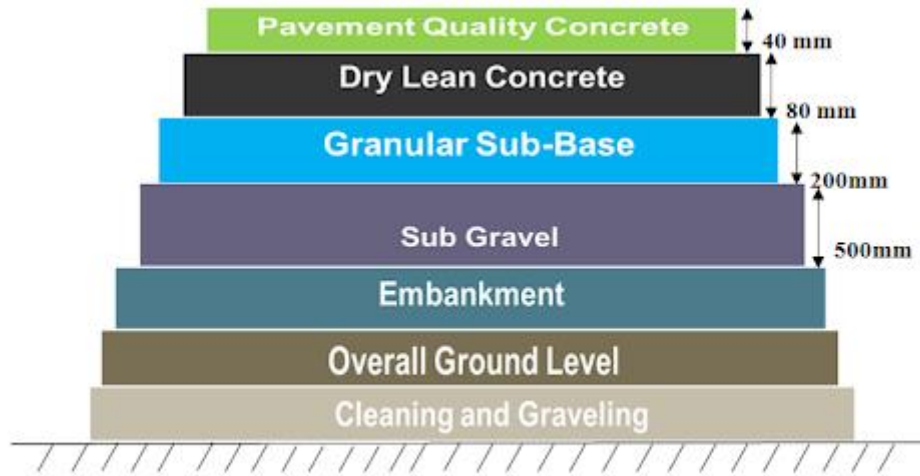 Pavement Quality Concrete
40 mm
Dry Lean Concrete
80 mm
Granular Sub-Base
200mm
Sub Gravel
500mm
Embankment
Overall Ground Level
Cleaning and Graveling